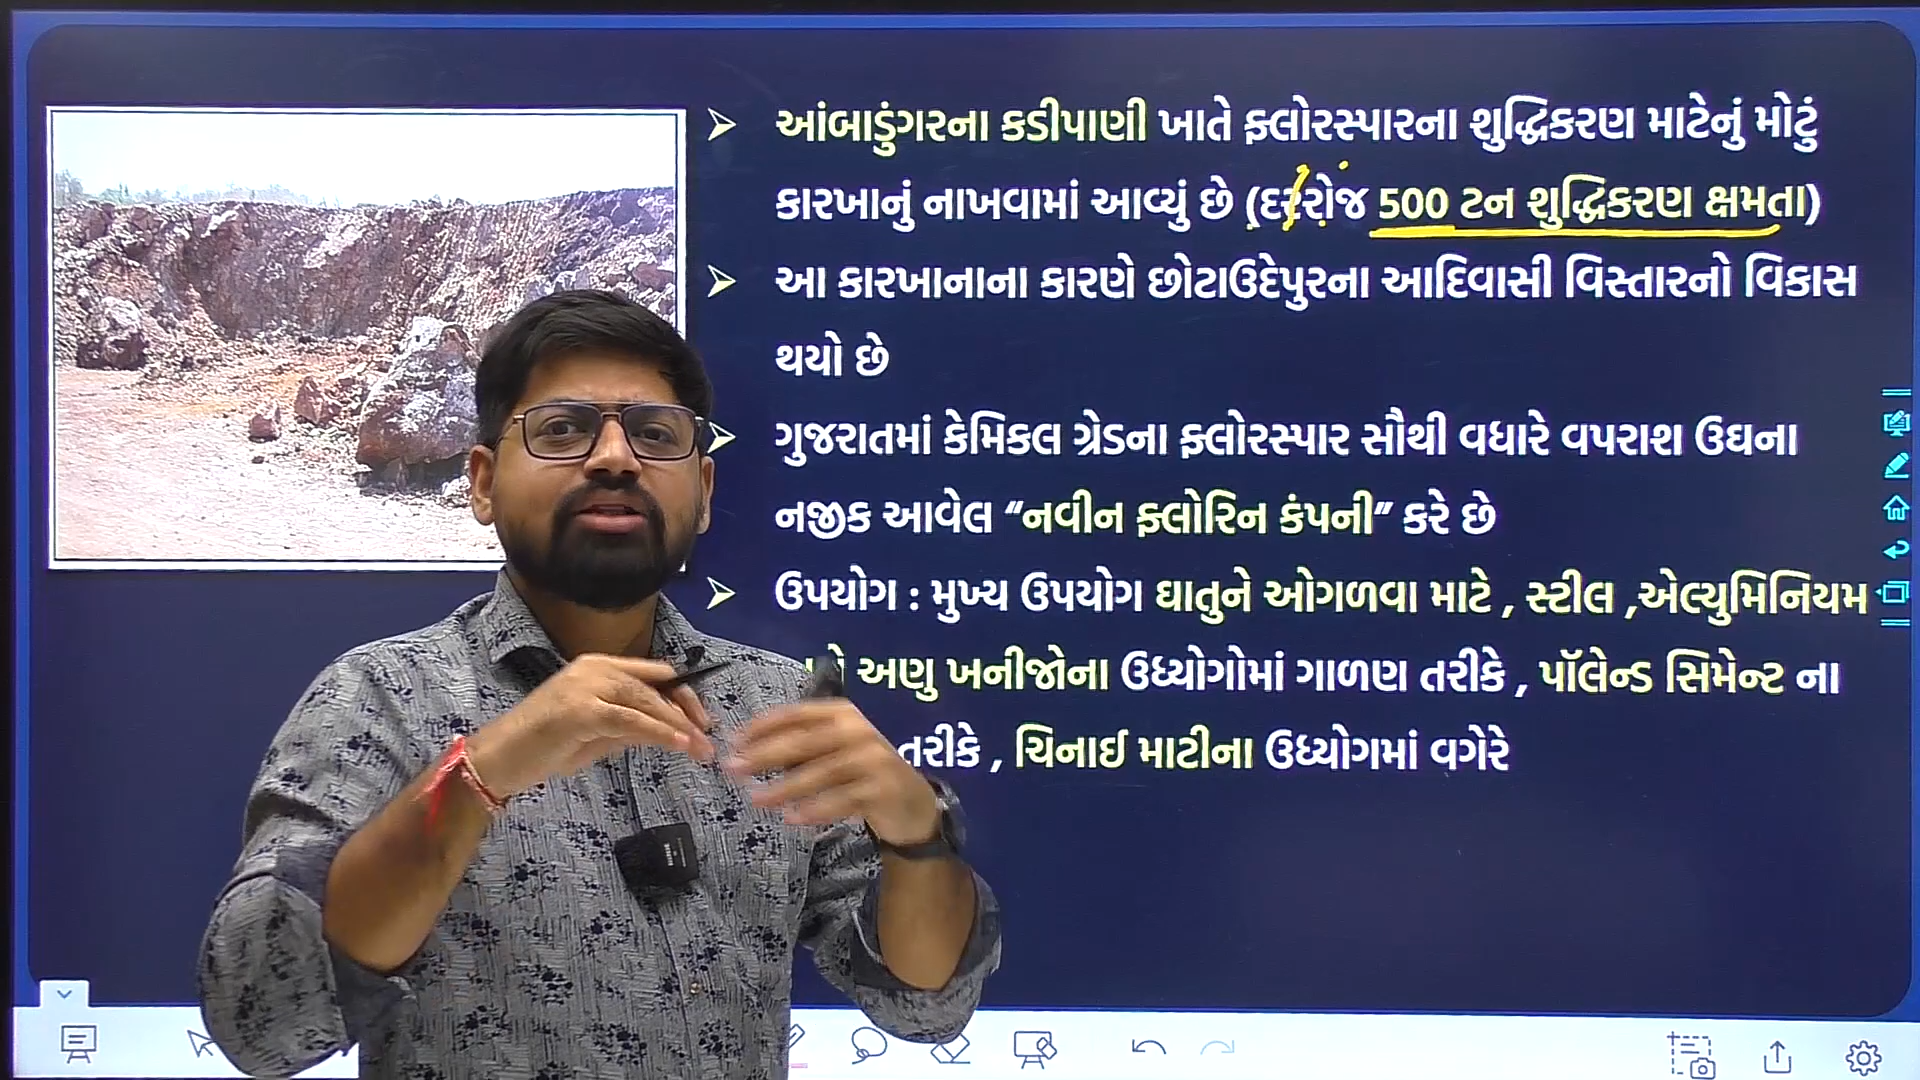 આંબાડુંગરના કડીપાણી ખાતે ફ્લોરસ્પારના શુદ્ધિકરણ માટેનું મોટું
કારખાનું નાખવામાં આવ્યું છે (દરરોજ 500 ટન શુદ્ધિકરણ ક્ષમતા)
આ કારખાનાના કારણે છોટાઉદેપુરના આદિવાસી વિસ્તારનો વિકાસ
થયો છે
ગુજરાતમાં કેમિકલ ગ્રેડના ફ્લોરસ્પાર સૌથી વધારે વપરાશ ઉધના
નજીક આવેલ “નવીન ફ્લોરિન કંપની” કરે છે
ઉપયોગ : મુખ્ય ઉપયોગ ધાતુને ઓગળવા માટે , સ્ટીલ ,એલ્યુમિનિયમ
અણુ ખનીજોના ઉધ્યોગોમાં ગાળણ તરીકે , પૉલેન્ડ સિમેન્ટ ના
તરીકે , ચિનાઈ માટીના ઉધ્યોગમાં વગેરે